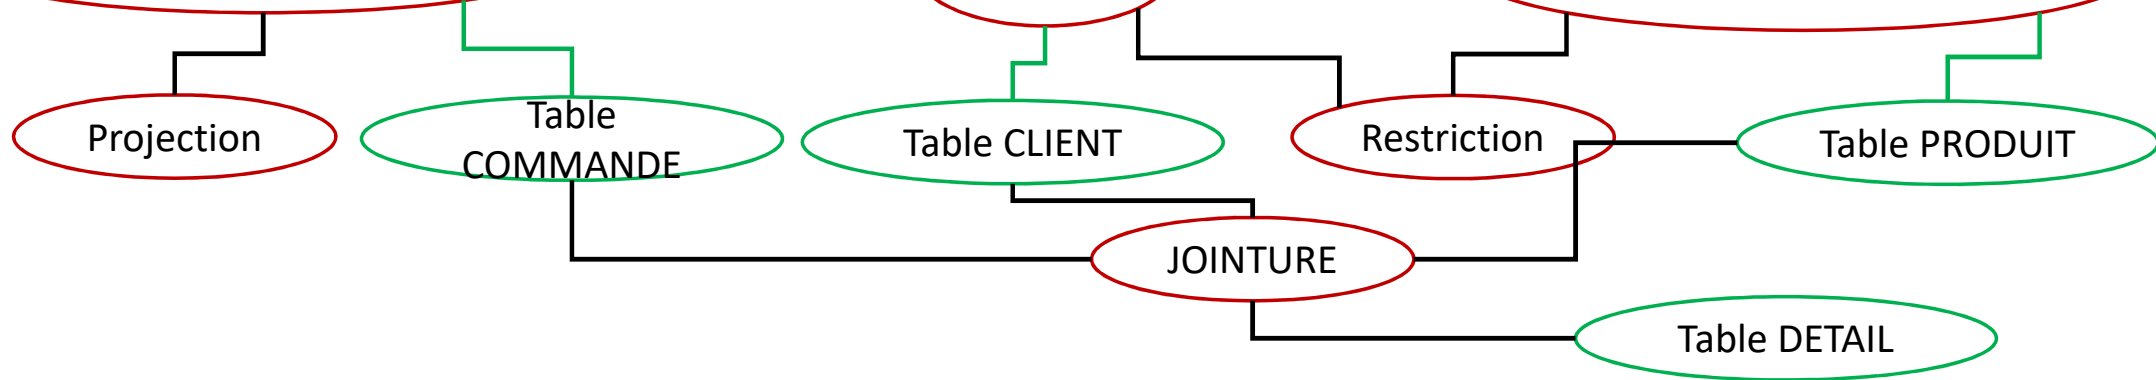 Projection
Table
COMMANDE
Table CLIENT
Restriction
Table PRODUIT
JOINTURE
Table DETAIL